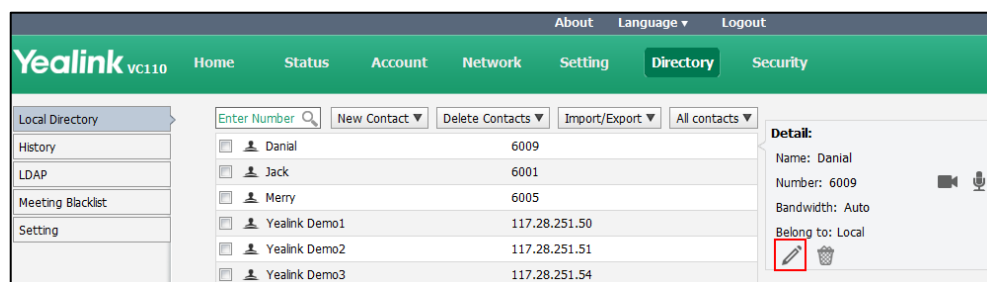 About Language ▾ Logout
Yealink VC110 Home Status Account Network Setting Directory Security
Local Directory
History
LDAP
Meeting Blacklist
Setting
Enter Number New Contact ▼ Delete Contacts ▼ Import/Export ▼ All contacts ▼
Danial 6009
Jack 6001
Merry 6005
Yealink Demo1 117.28.251.50
Yealink Demo2 117.28.251.51
Yealink Demo3 117.28.251.54
Detail:
Name: Danial
Number: 6009
Bandwidth: Auto
Belong to: Local